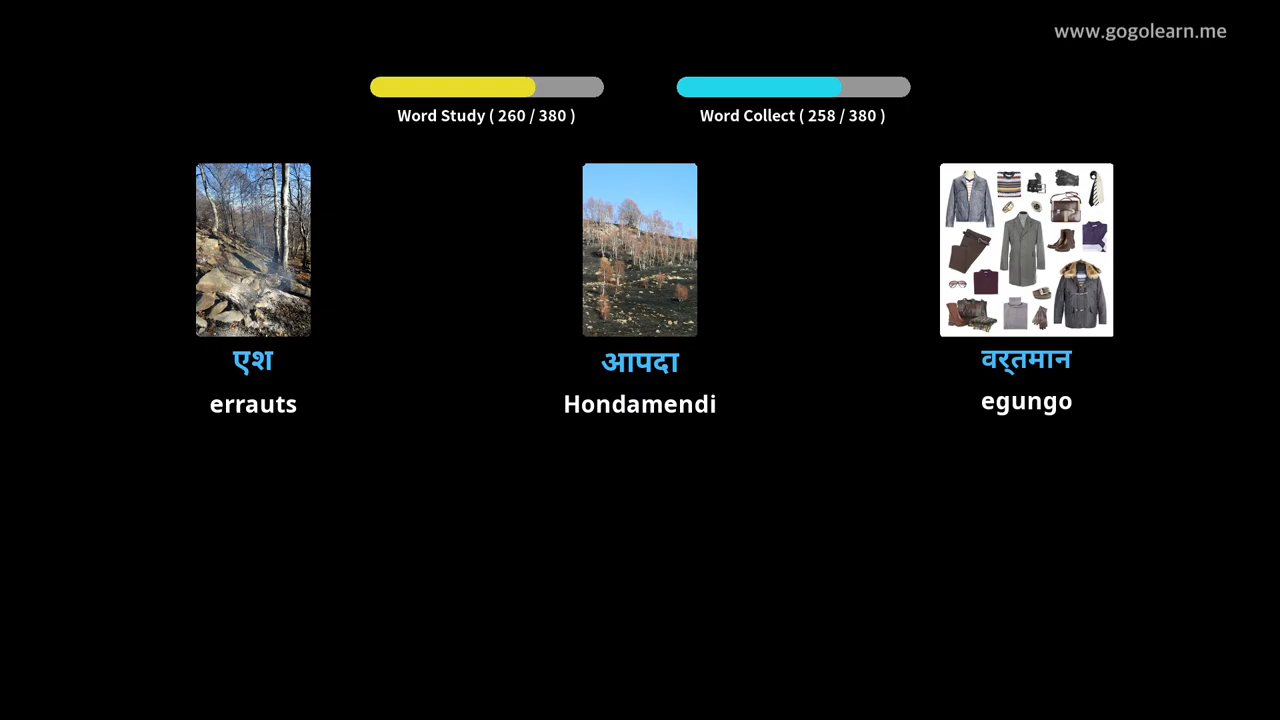 www.gogolearn.me
Word Study ( 260 / 380 )
Word Collect ( 258 / 380 )
एश
errauts
आपदा
Hondamendi
वर्‌तमान
egungo